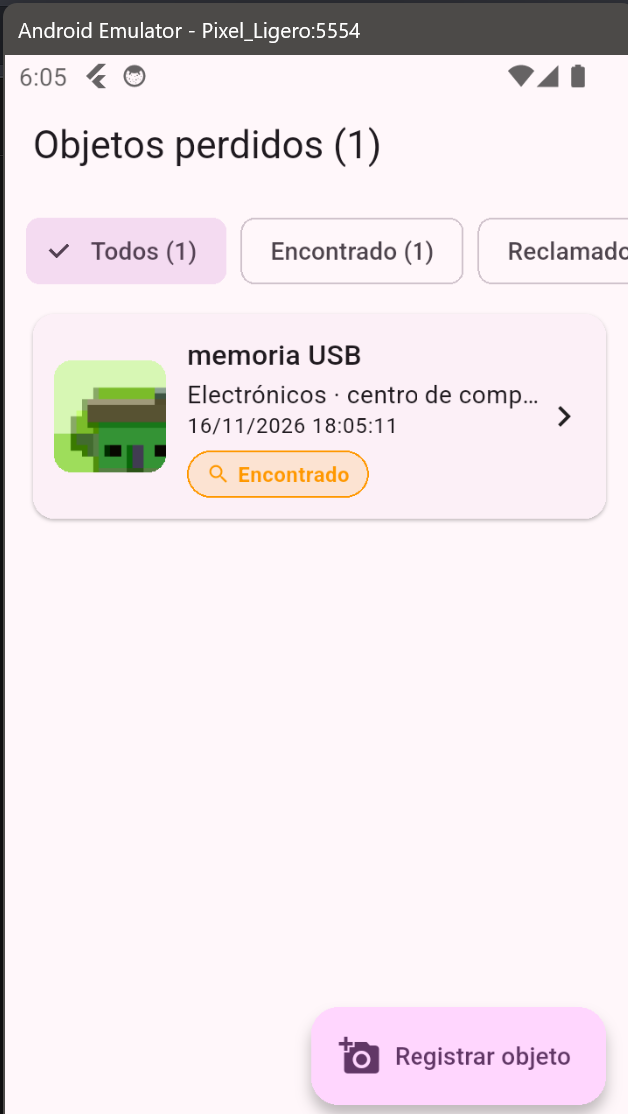 Android Emulator - Pixel_Ligero:5554
6:05
Objetos perdidos (1)
Todos (1)
Encontrado (1)
Reclamado
memoria USB
Electrónicos · centro de comp...
16/11/2026 18:05:11
Encontrado
Registrar objeto